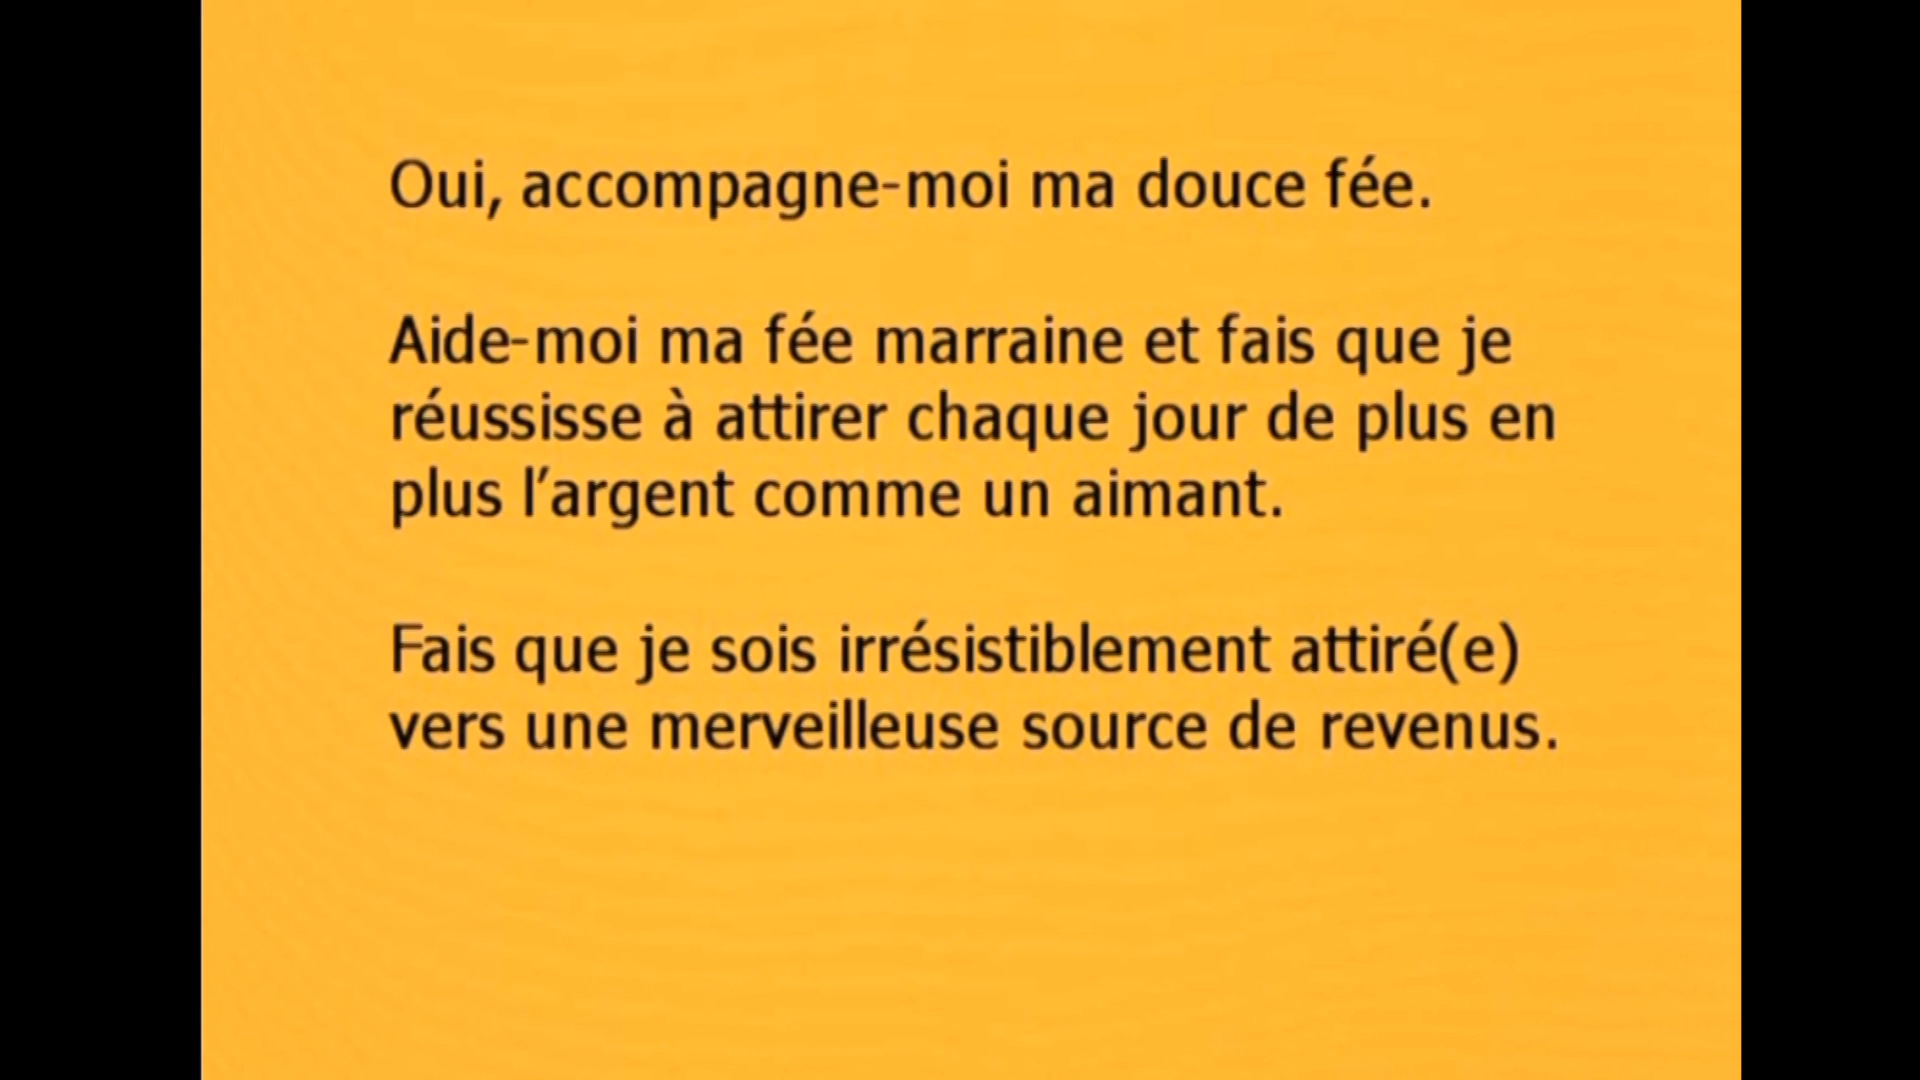 Oui, accompagne-moi ma douce fée.
Aide-moi ma fée marraine et fais que je
réussisse à attirer chaque jour de plus en
plus l'argent comme un aimant.
Fais que je sois irrésistiblement attiré(e)
vers une merveilleuse source de revenus.